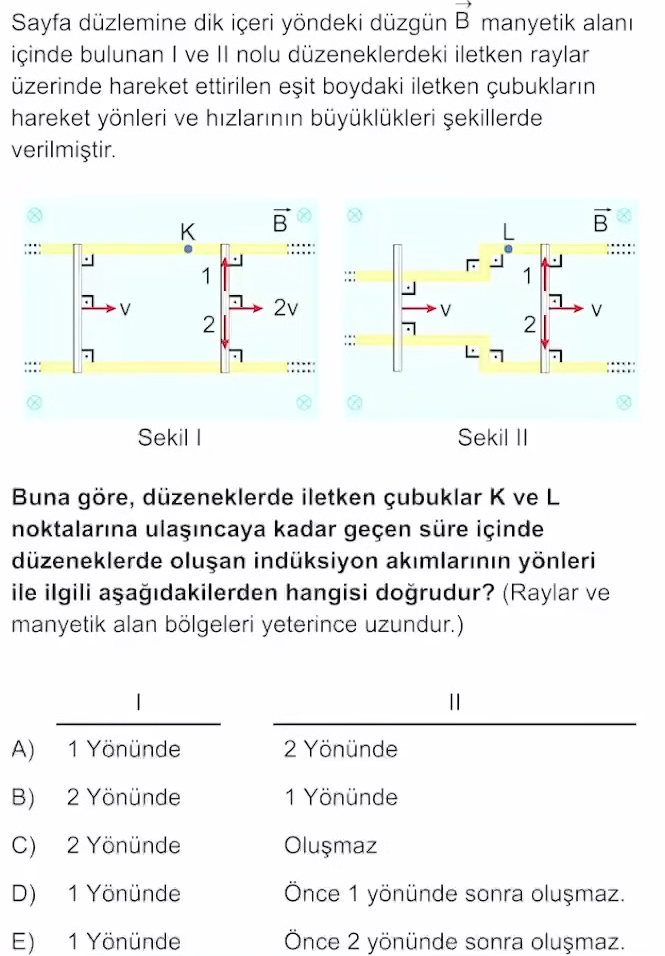 Sayfa düzlemine dik içeri yöndeki düzgün B manyetik alanı
içinde bulunan I ve II nolu düzeneklerdeki iletken raylar
üzerinde hareket ettirilen eşit boydaki iletken çubukların
hareket yönleri ve hızlarının büyüklükleri şekillerde
verilmiştir.
K B
1
v 2v
2
Sekil I
L B
1
v v
2
Sekil II
Buna göre, düzeneklerde iletken çubuklar K ve L
noktalarına ulaşıncaya kadar geçen süre içinde
düzeneklerde oluşan indüksiyon akımlarının yönleri
ile ilgili aşağıdakilerden hangisi doğrudur? (Raylar ve
manyetik alan bölgeleri yeterince uzundur.)
I II
A) 1 Yönünde 2 Yönünde
B) 2 Yönünde 1 Yönünde
C) 2 Yönünde Oluşmaz
D) 1 Yönünde Önce 1 yönünde sonra oluşmaz.
E) 1 Yönünde Önce 2 yönünde sonra oluşmaz.